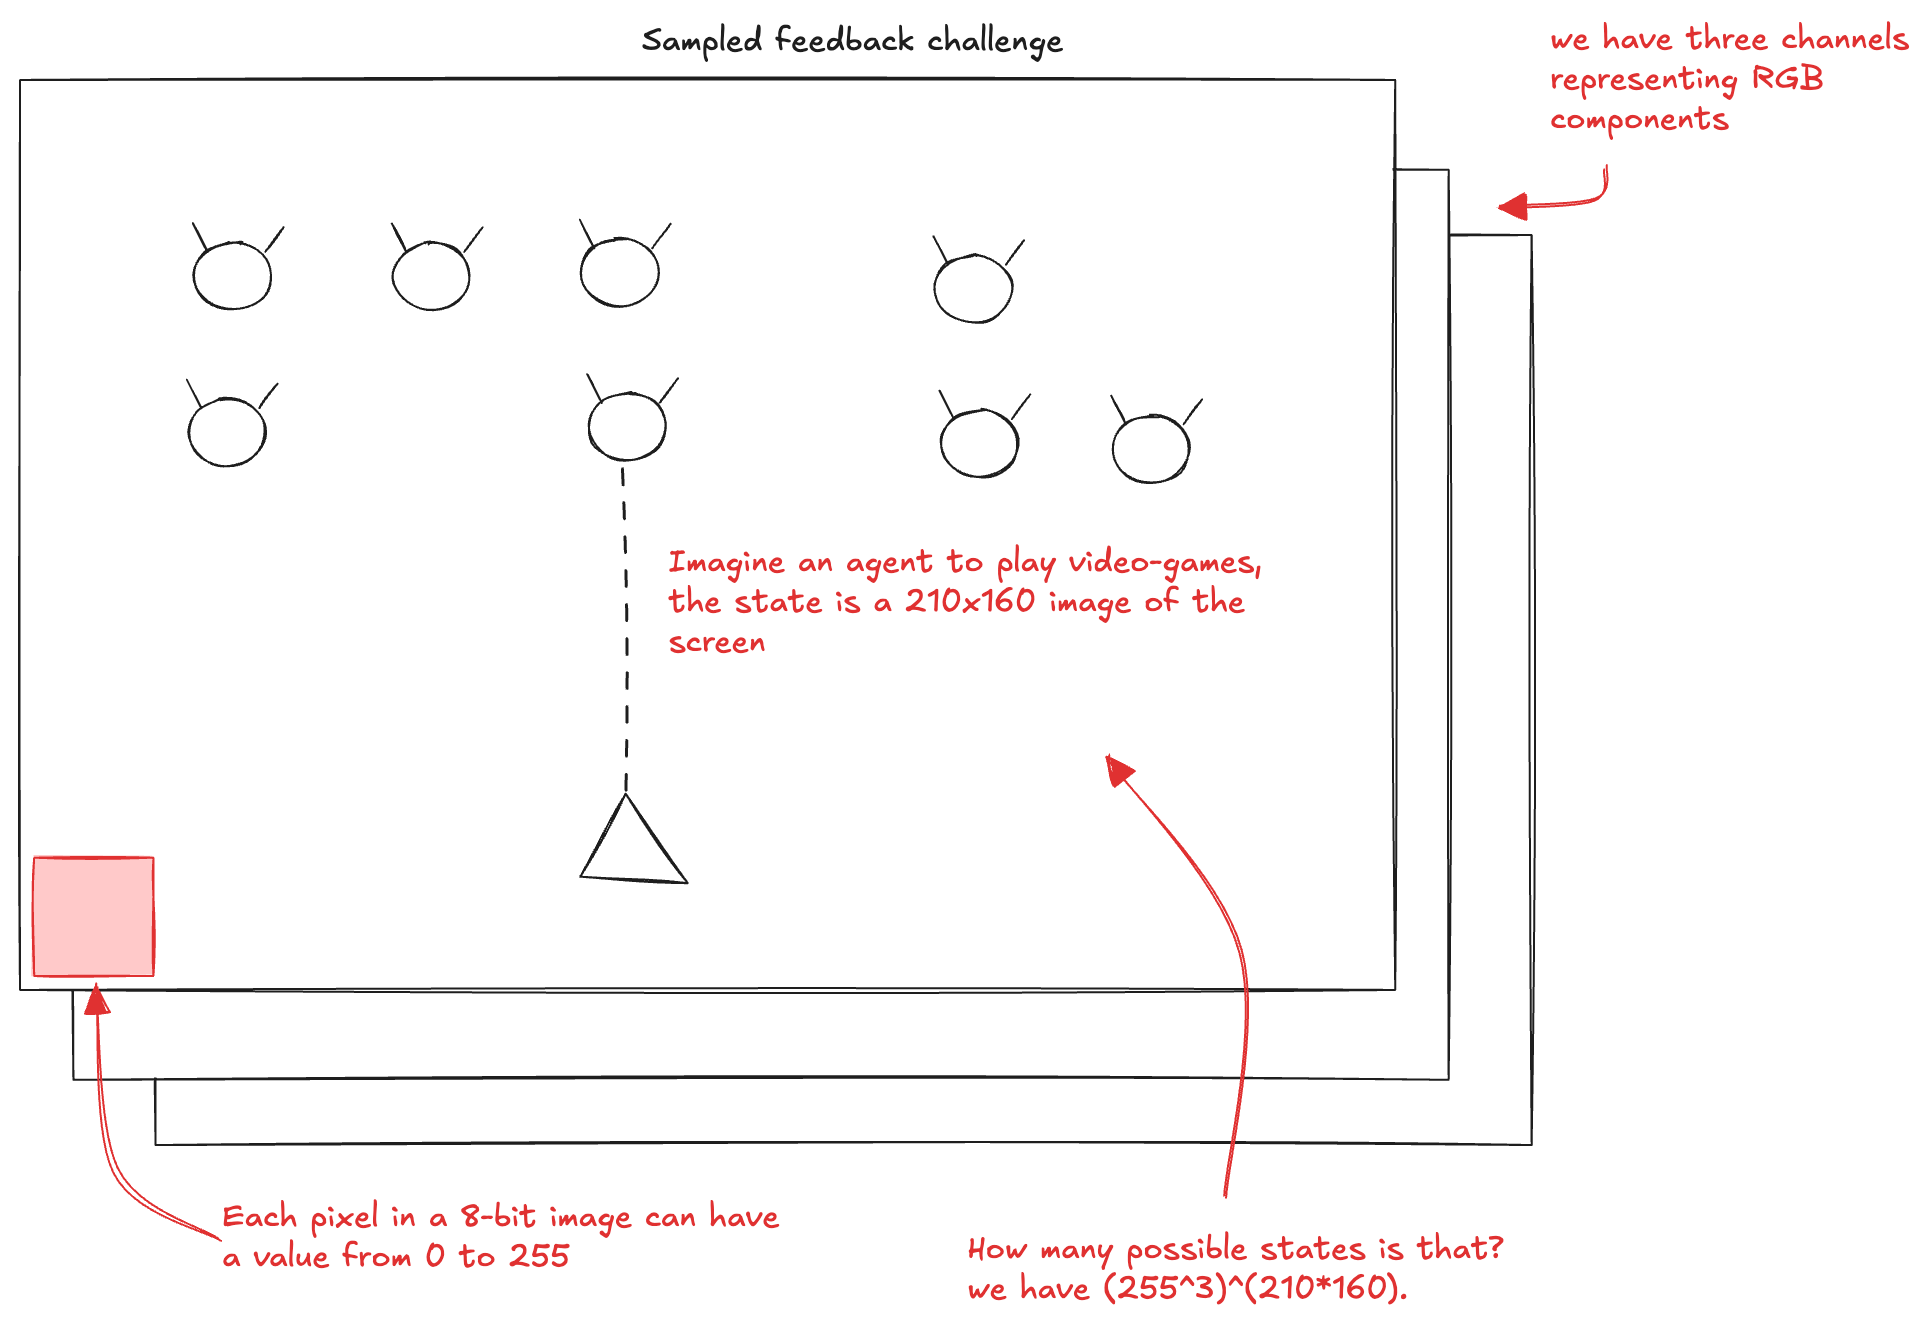 Sampled feedback challenge
we have three channels
representing RGB
components
Imagine an agent to play video-games,
the state is a 210x160 image of the
screen
Each pixel in a 8-bit image can have
a value from 0 to 255
How many possible states is that?
we have (255^3)^(210*160).